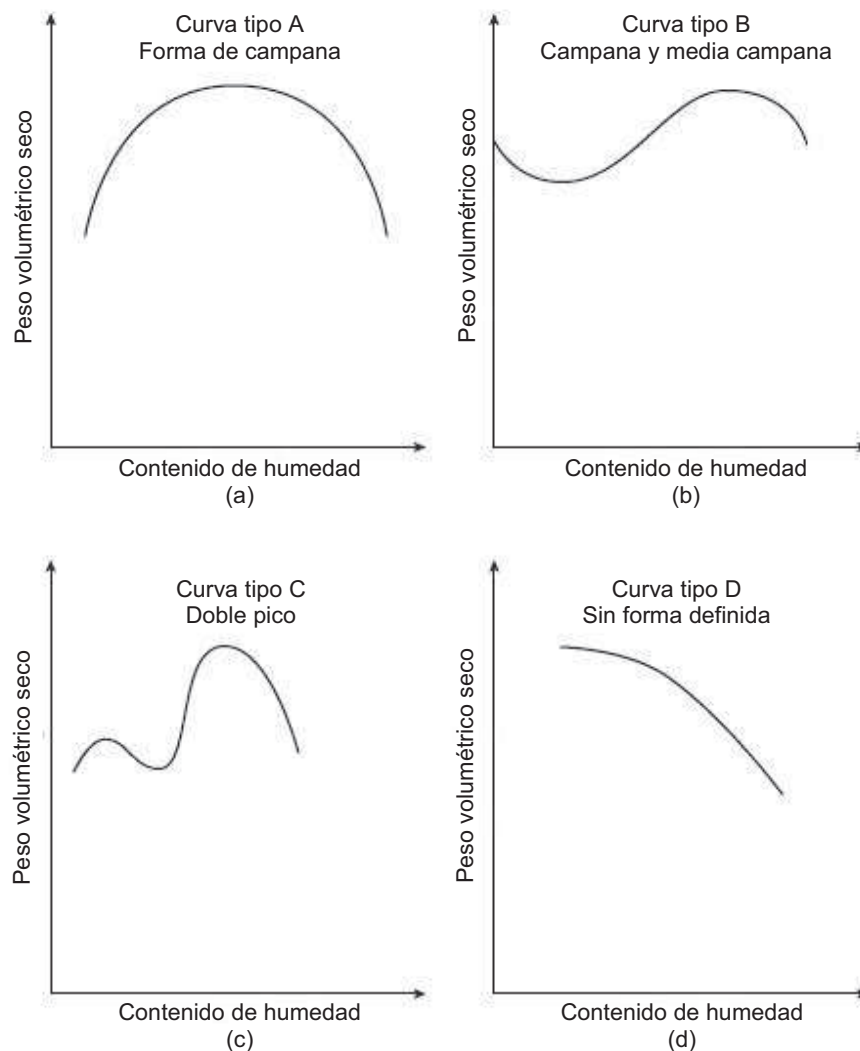 Curva tipo A
Forma de campana
Peso volumétrico seco
Contenido de humedad
(a)
Curva tipo B
Campana y media campana
Peso volumétrico seco
Contenido de humedad
(b)
Curva tipo C
Doble pico
Peso volumétrico seco
Contenido de humedad
(c)
Curva tipo D
Sin forma definida
Peso volumétrico seco
Contenido de humedad
(d)